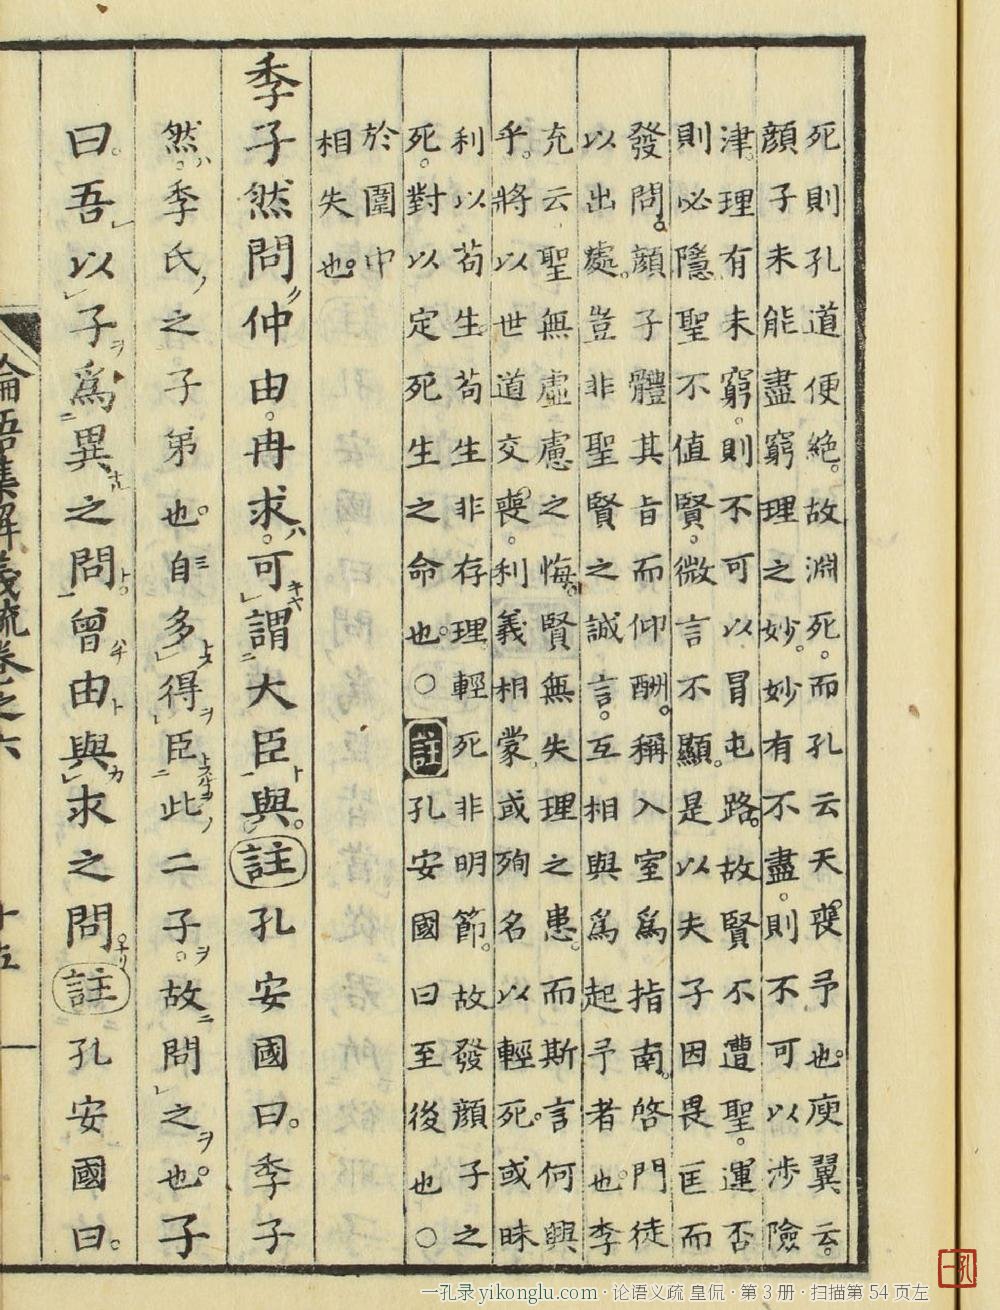 死則孔道便絶。故淵死。而孔云天喪予也。庾翼云。
顔子未能盡窮理之妙。妙有不盡。則不可以渉險
津。理有未窮。則不可以冒屯路。故賢不遭聖。運否
則必隱。聖不值賢。微言不顯。是以夫子因畏匡而
發問。顔子體其旨而仰酬。稱入室爲指南。啓門徒
以出處。豈非聖賢之誠言。互相與爲起予者也。李
充云聖無虛慮之悔。賢無失理之患。而斯言何興
乎。將以世道交喪。利義相蒙。或殉名以輕死。或昧
利以苟生。苟生非存理。輕死非明節。故發顔子之
死。對以定死生之命也。○註孔安國曰至後也○
於圍中
相失也。
季子然問仲由。冉求。可謂大臣與。註孔安國曰。季子
然。季氏之子弟也。自多得臣此二子。故問之也。子
曰。吾以子爲異之問。曾由與求之問。註孔安國曰。
論語集解義疏卷之六
十五
一孔录 yikonglu.com · 论语义疏 皇侃 · 第 3 册 · 扫描第 54 页左
一孔